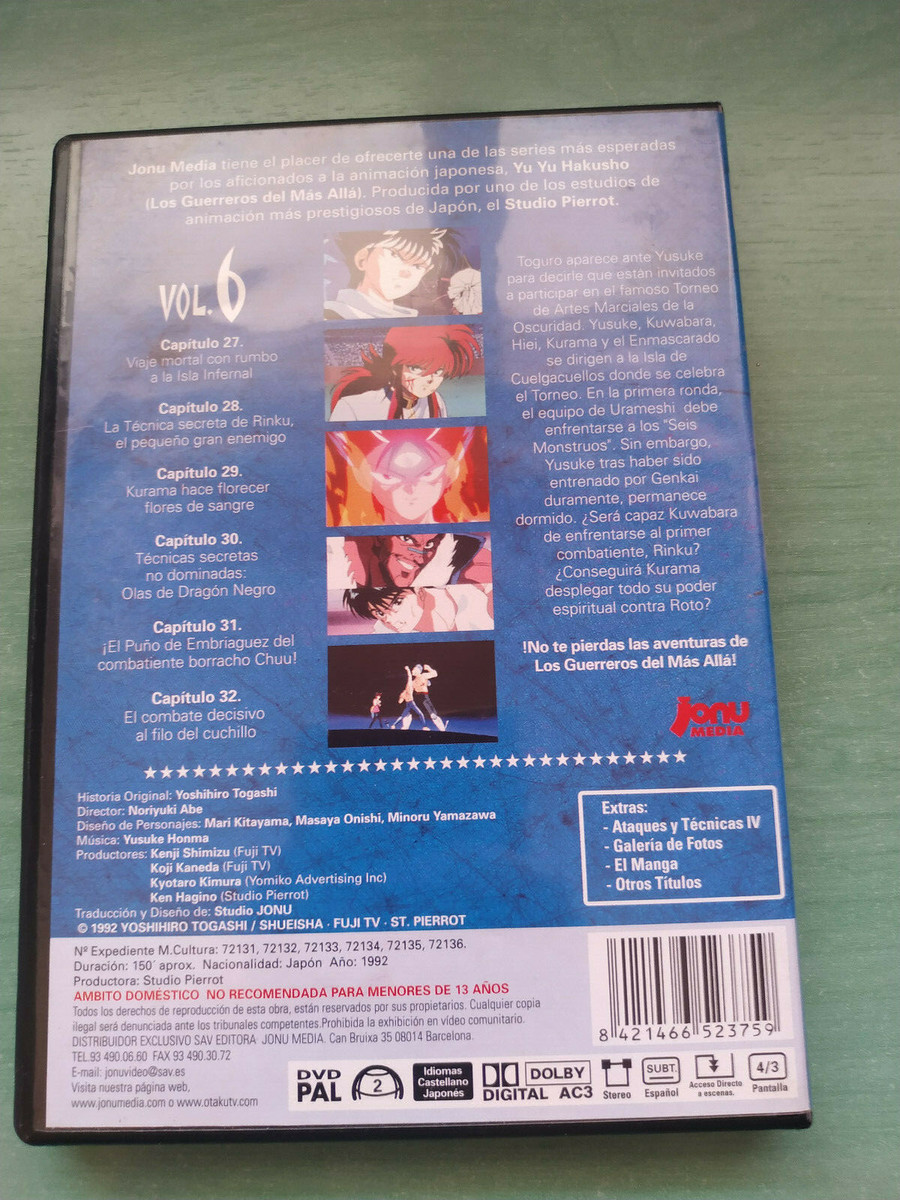 Jonu Media tiene el placer de ofrecerte una de las series más esperadas
por los aficionados a la animación japonesa, Yu Yu Hakusho
(Los Guerreros del Más Allá). Producida por uno de los estudios de
animación más prestigiosos de Japón, el Studio Pierrot.
VOL. 6
Capítulo 27.
Viaje mortal con rumbo
a la Isla Infernal
Capítulo 28.
La Técnica secreta de Rinku,
el pequeño gran enemigo
Capítulo 29.
Kurama hace florecer
flores de sangre
Capítulo 30.
Técnicas secretas
no dominadas:
Olas de Dragón Negro
Capítulo 31.
¡El Puño de Embriaguez del
combatiente borracho Chuu!
Capítulo 32.
El combate decisivo
al filo del cuchillo
Toguro aparece ante Yusuke
para decirle que están invitados
a participar en el famoso Torneo
de Artes Marciales de la
Oscuridad. Yusuke, Kuwabara,
Hiei, Kurama y el Enmascarado
se dirigen a la Isla de
Cuelgacuellos donde se celebra
el Torneo. En la primera ronda,
el equipo de Urameshi debe
enfrentarse a los "Seis
Monstruos". Sin embargo,
Yusuke tras haber sido
entrenado por Genkai
duramente, permanece
dormido. ¿Será capaz Kuwabara
de enfrentarse al primer
combatiente, Rinku?
¿Conseguirá Kurama
desplegar todo su poder
espiritual contra Roto?
!No te pierdas las aventuras de
Los Guerreros del Más Allá!
Jonu
MEDIA
Historia Original: Yoshihiro Togashi
Director: Noriyuki Abe
Diseño de Personajes: Mari Kitayama, Masaya Onishi, Minoru Yamazawa
Música: Yusuke Honma
Productores: Kenji Shimizu (Fuji TV)
Koji Kaneda (Fuji TV)
Kyotaro Kimura (Yomiko Advertising Inc)
Ken Hagino (Studio Pierrot)
Traducción y Diseño de: Studio JONU
© 1992 YOSHIHIRO TOGASHI / SHUEISHA · FUJI TV · ST. PIERROT
Extras:
- Ataques y Técnicas IV
- Galería de Fotos
- El Manga
- Otros Títulos
Nº Expediente M.Cultura: 72131, 72132, 72133, 72134, 72135, 72136.
Duración: 150´ aprox. Nacionalidad: Japón Año: 1992
Productora: Studio Pierrot
AMBITO DOMÉSTICO NO RECOMENDADA PARA MENORES DE 13 AÑOS
Todos los derechos de reproducción de esta obra, están reservados por sus propietarios. Cualquier copia
ilegal será denunciada ante los tribunales competentes.Prohibida la exhibición en vídeo comunitario.
DISTRIBUIDOR EXCLUSIVO SAV EDITORA JONU MEDIA. Can Bruixa 35 08014 Barcelona.
TEL.93 490.06.60 FAX 93 490.30.72
E-mail: jonuvideo@sav.es
Visita nuestra página web,
www.jonumedia.com o www.otakutv.com
8 421466 523759
DVD
PAL
2
Idiomas
Castellano
Japonés
DOLBY
DIGITAL AC3
Stereo
SUBT.
Español
Acceso Directo
a escenas.
4/3
Pantalla